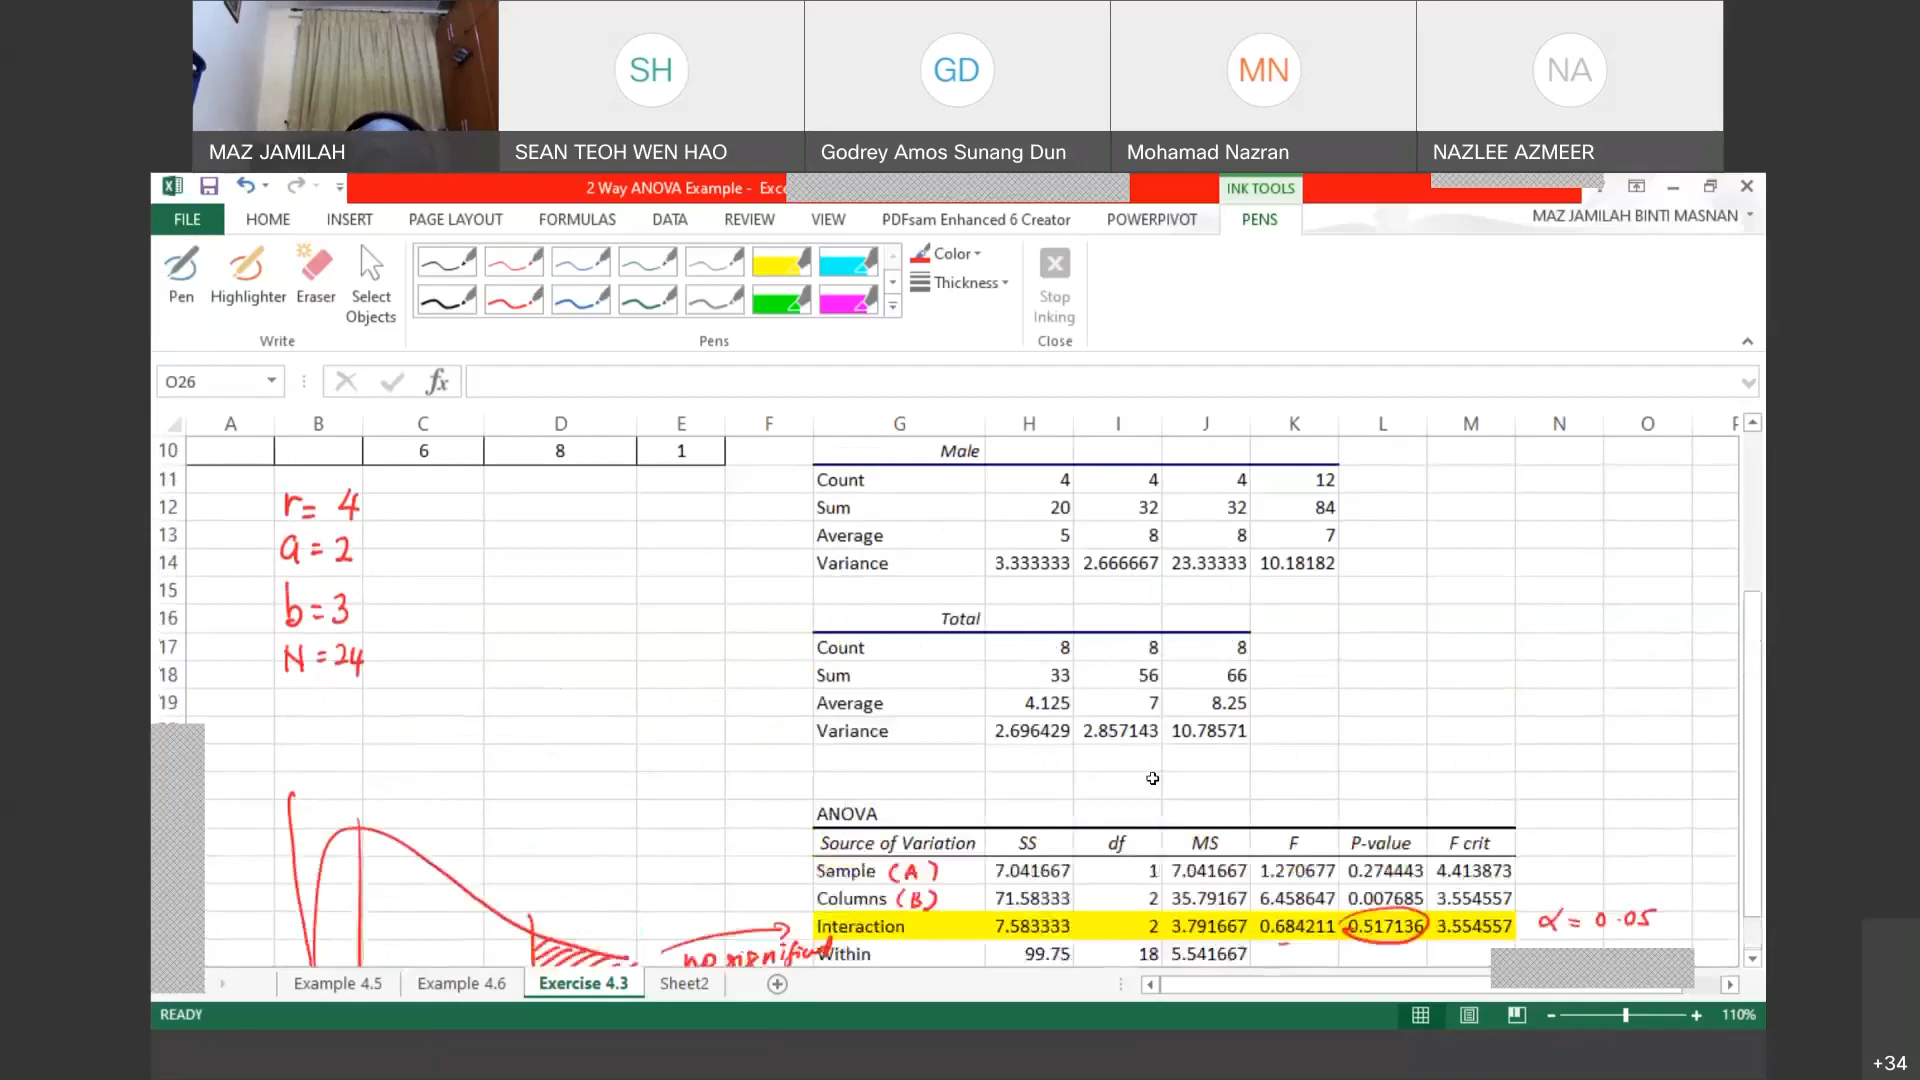 SH
GD
MN
NA
MAZ JAMILAH
SEAN TEOH WEN HAO
Godrey Amos Sunang Dun
Mohamad Nazran
NAZLEE AZMEER
2 Way ANOVA Example - Exce
INK TOOLS
FILE HOME INSERT PAGE LAYOUT FORMULAS DATA REVIEW VIEW PDFsam Enhanced 6 Creator POWERPIVOT PENS MAZ JAMILAH BINTI MASNAN
Pen Highlighter Eraser Select Objects
Color
Thickness
Stop Inking
Write Pens Close
O26 fx
A B C D E F G H I J K L M N O
10 6 8 1 Male
11 Count 4 4 4 12
12 Sum 20 32 32 84
13 Average 5 8 8 7
14 Variance 3.333333 2.666667 23.33333 10.18182
15
16 Total
17 Count 8 8 8
18 Sum 33 56 66
19 Average 4.125 7 8.25
Variance 2.696429 2.857143 10.78571
r = 4
a = 2
b = 3
N = 24
ANOVA
Source of Variation SS df MS F P-value F crit
Sample (A) 7.041667 1 7.041667 1.270677 0.274443 4.413873
Columns (B) 71.58333 2 35.79167 6.458647 0.007685 3.554557
Interaction 7.583333 2 3.791667 0.684211 0.517136 3.554557 α = 0.05
Within 99.75 18 5.541667
Example 4.5 Example 4.6 Exercise 4.3 Sheet2
READY 110%
+34